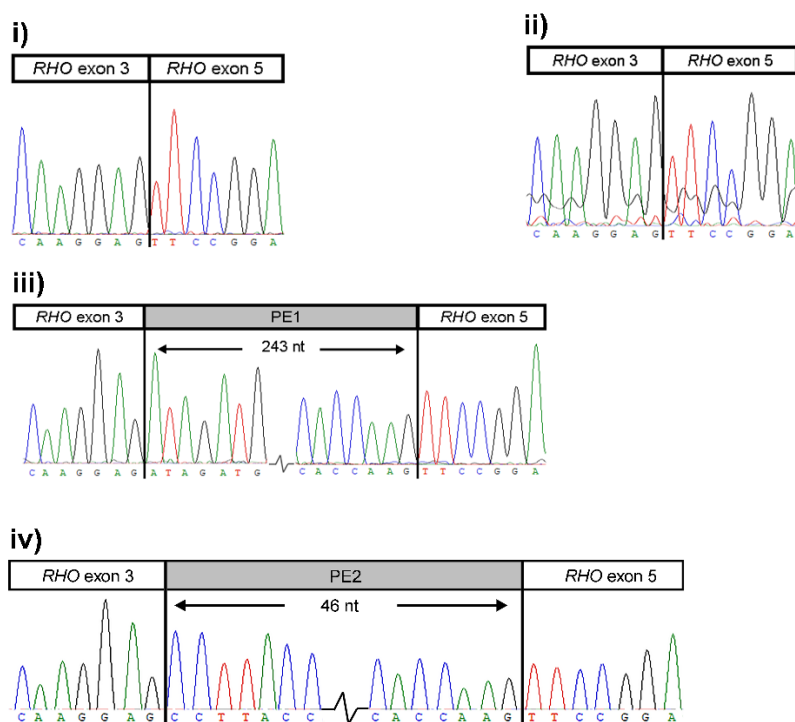 i)
RHO exon 3 RHO exon 5
C A A G G A G T T C C G G A
ii)
RHO exon 3 RHO exon 5
C A A G G A G T T C C G G A
iii)
RHO exon 3 PE1 RHO exon 5
243 nt
C A A G G A G A T A G A T G C A C C A A G T T C C G G A
iv)
RHO exon 3 PE2 RHO exon 5
46 nt
C A A G G A G C C T T A C C C A C C A A G T T C C G G A